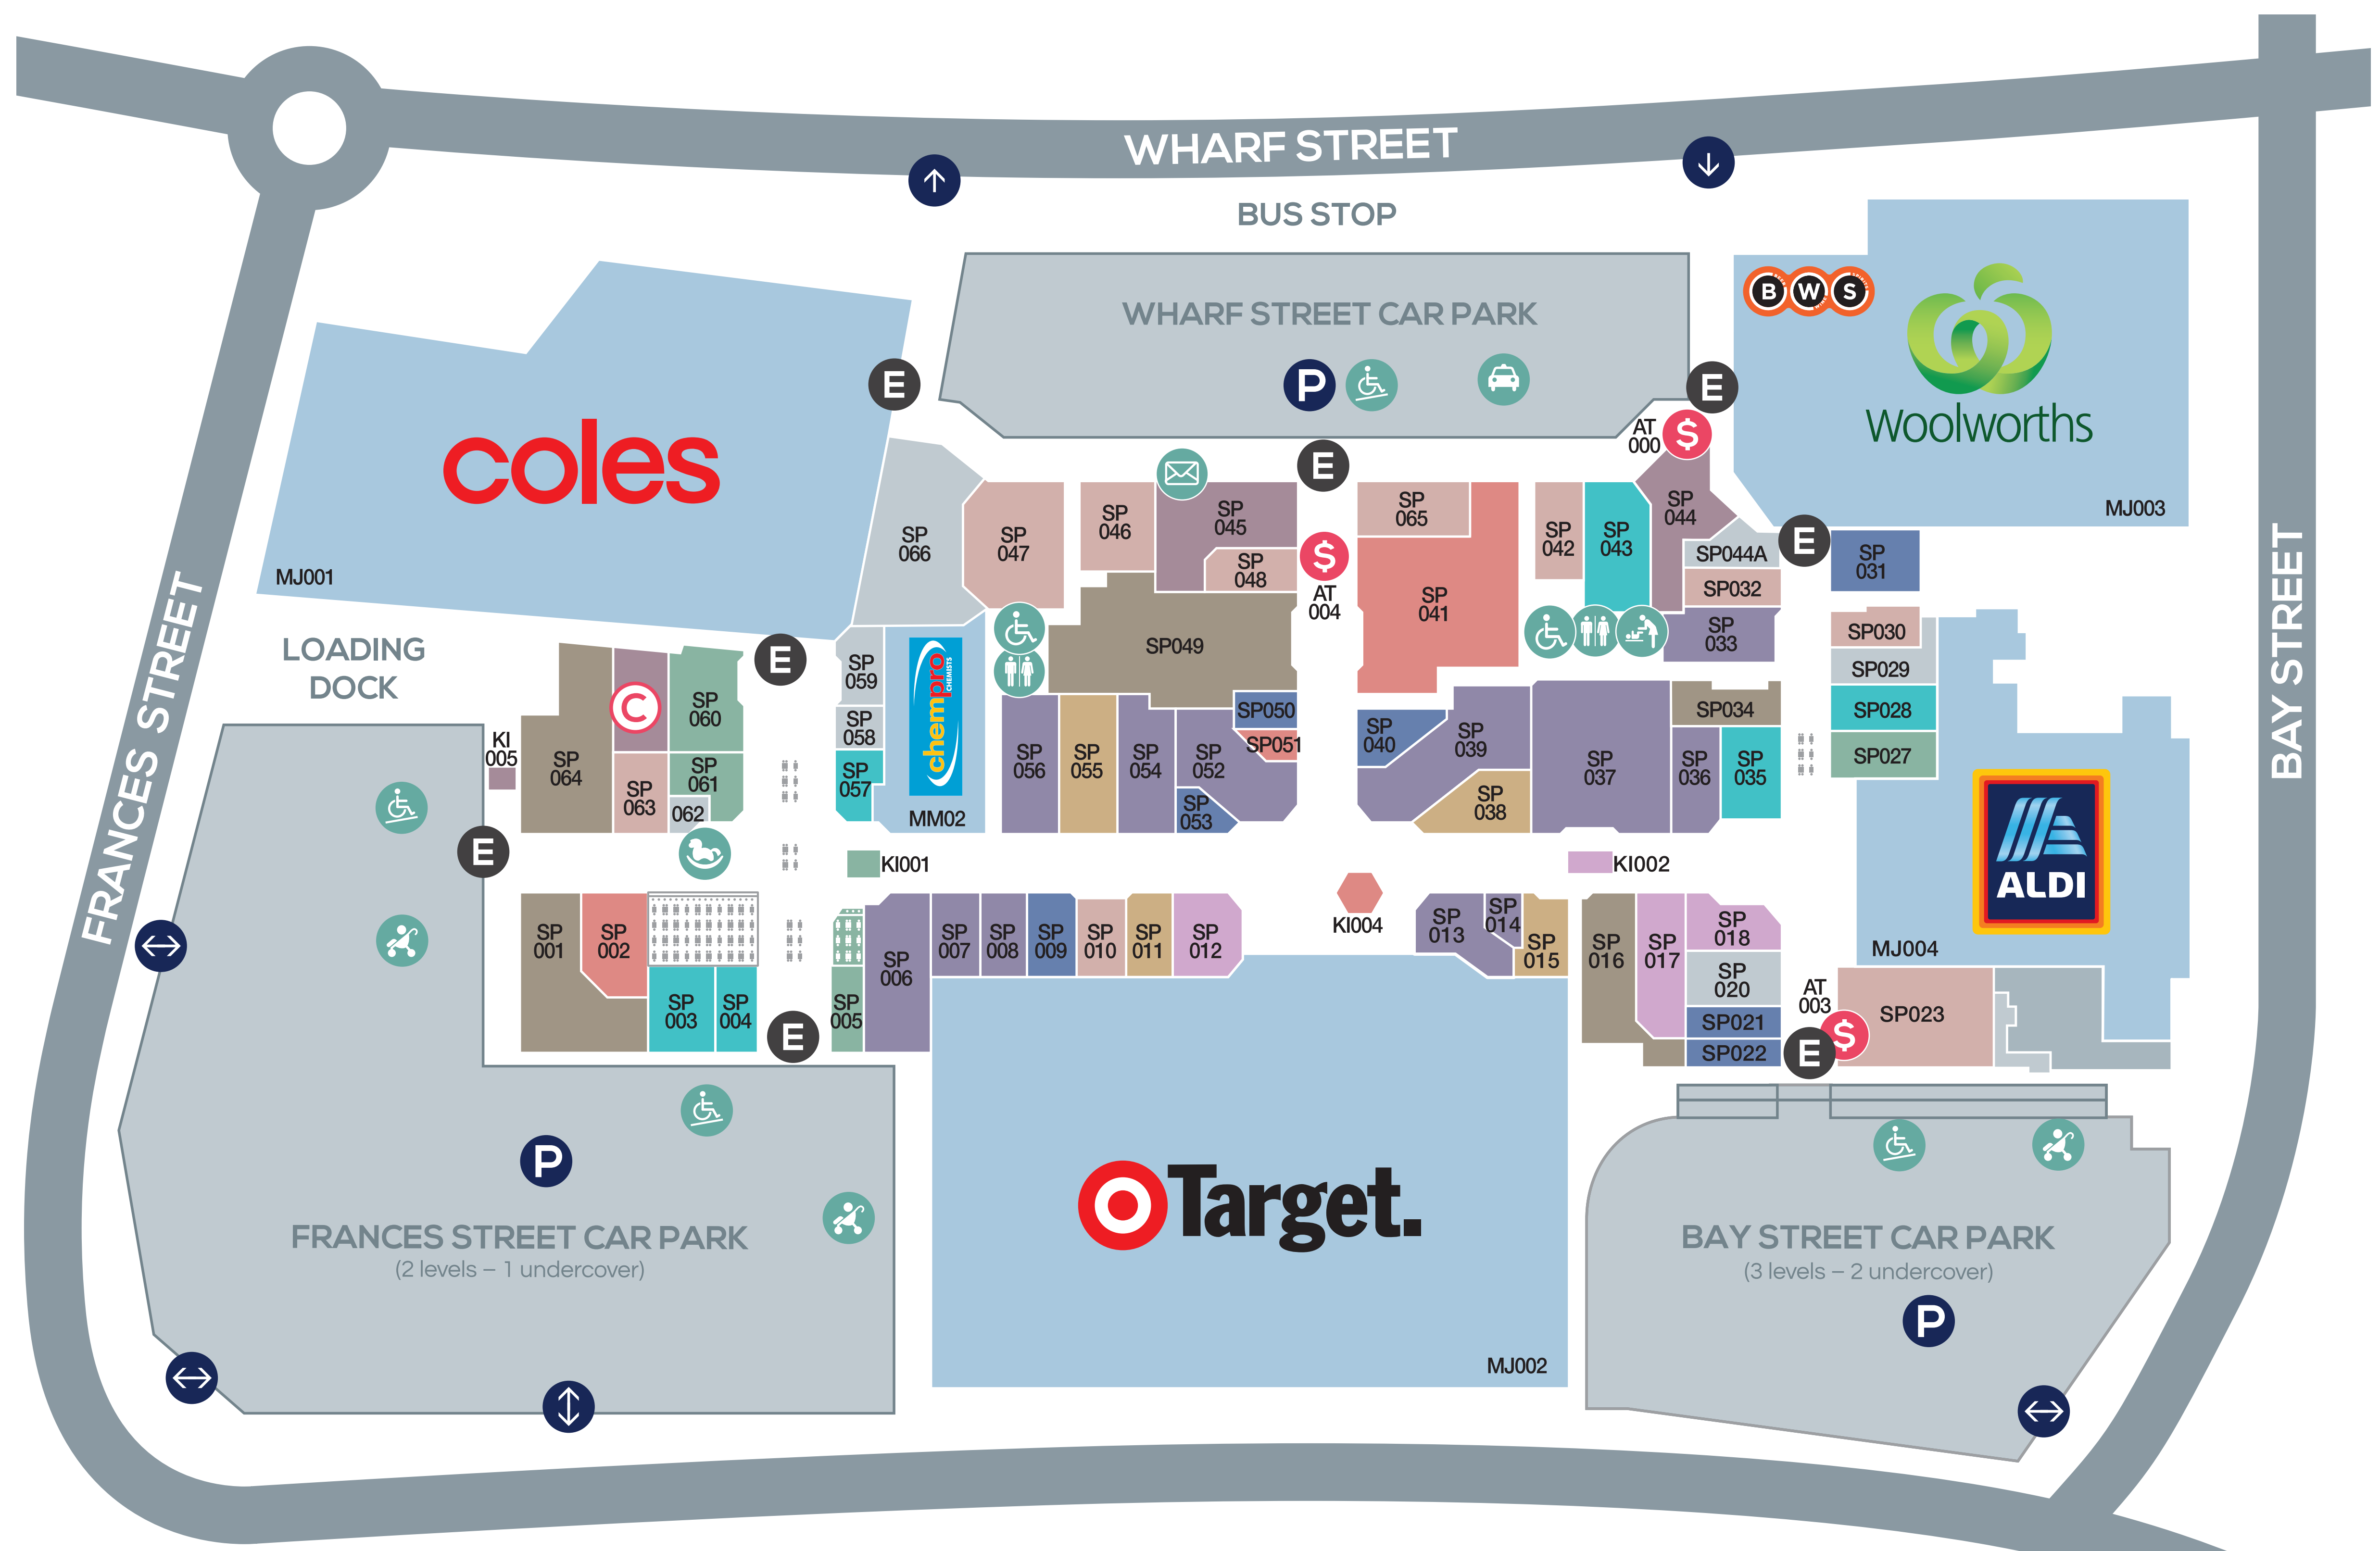 WHARF STREET
BUS STOP
WHARF STREET CAR PARK
P
E
E
E
AT
000
$
B W S
Woolworths
MJ003
BAY STREET
FRANCES STREET
coles
MJ001
LOADING
DOCK
SP
066
SP
047
SP
046
SP
045
SP
048
$
AT
004
SP
065
SP
041
SP
042
SP
043
SP
044
SP044A
SP032
SP
033
E
SP
031
SP030
SP029
SP028
SP027
E
SP
059
SP
058
SP
057
chempro
CHEMISTS
MM02
SP049
SP050
SP051
SP
056
SP
055
SP
054
SP
052
SP
053
SP
040
SP
039
SP
038
SP
037
SP034
SP
036
SP
035
KI
005
SP
064
C
SP
063
SP
060
SP
061
062
E
KI001
KI002
KI004
ALDI
MJ004
SP
001
SP
002
SP
003
SP
004
E
SP
005
SP
006
SP
007
SP
008
SP
009
SP
010
SP
011
SP
012
SP
013
SP
014
SP
015
SP
016
SP
017
SP
018
SP
020
SP021
SP022
AT
003
$
E
SP023
P
FRANCES STREET CAR PARK
(2 levels – 1 undercover)
Target.
MJ002
BAY STREET CAR PARK
(3 levels – 2 undercover)
P